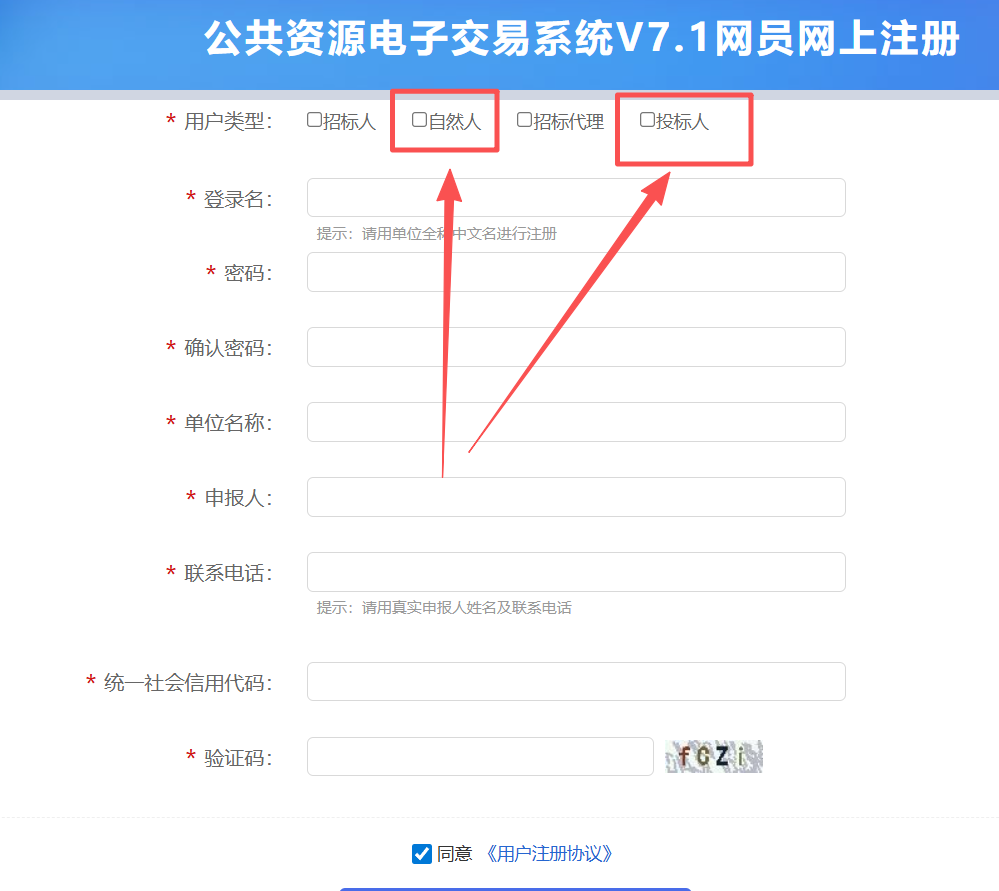 公共资源电子交易系统V7.1网员网上注册
* 用户类型： 招标人 自然人 招标代理 投标人
* 登录名：
提示：请用单位全称中文名进行注册
* 密码：
* 确认密码：
* 单位名称：
* 申报人：
* 联系电话：
提示：请用真实申报人姓名及联系电话
* 统一社会信用代码：
* 验证码： fCZi
同意 《用户注册协议》